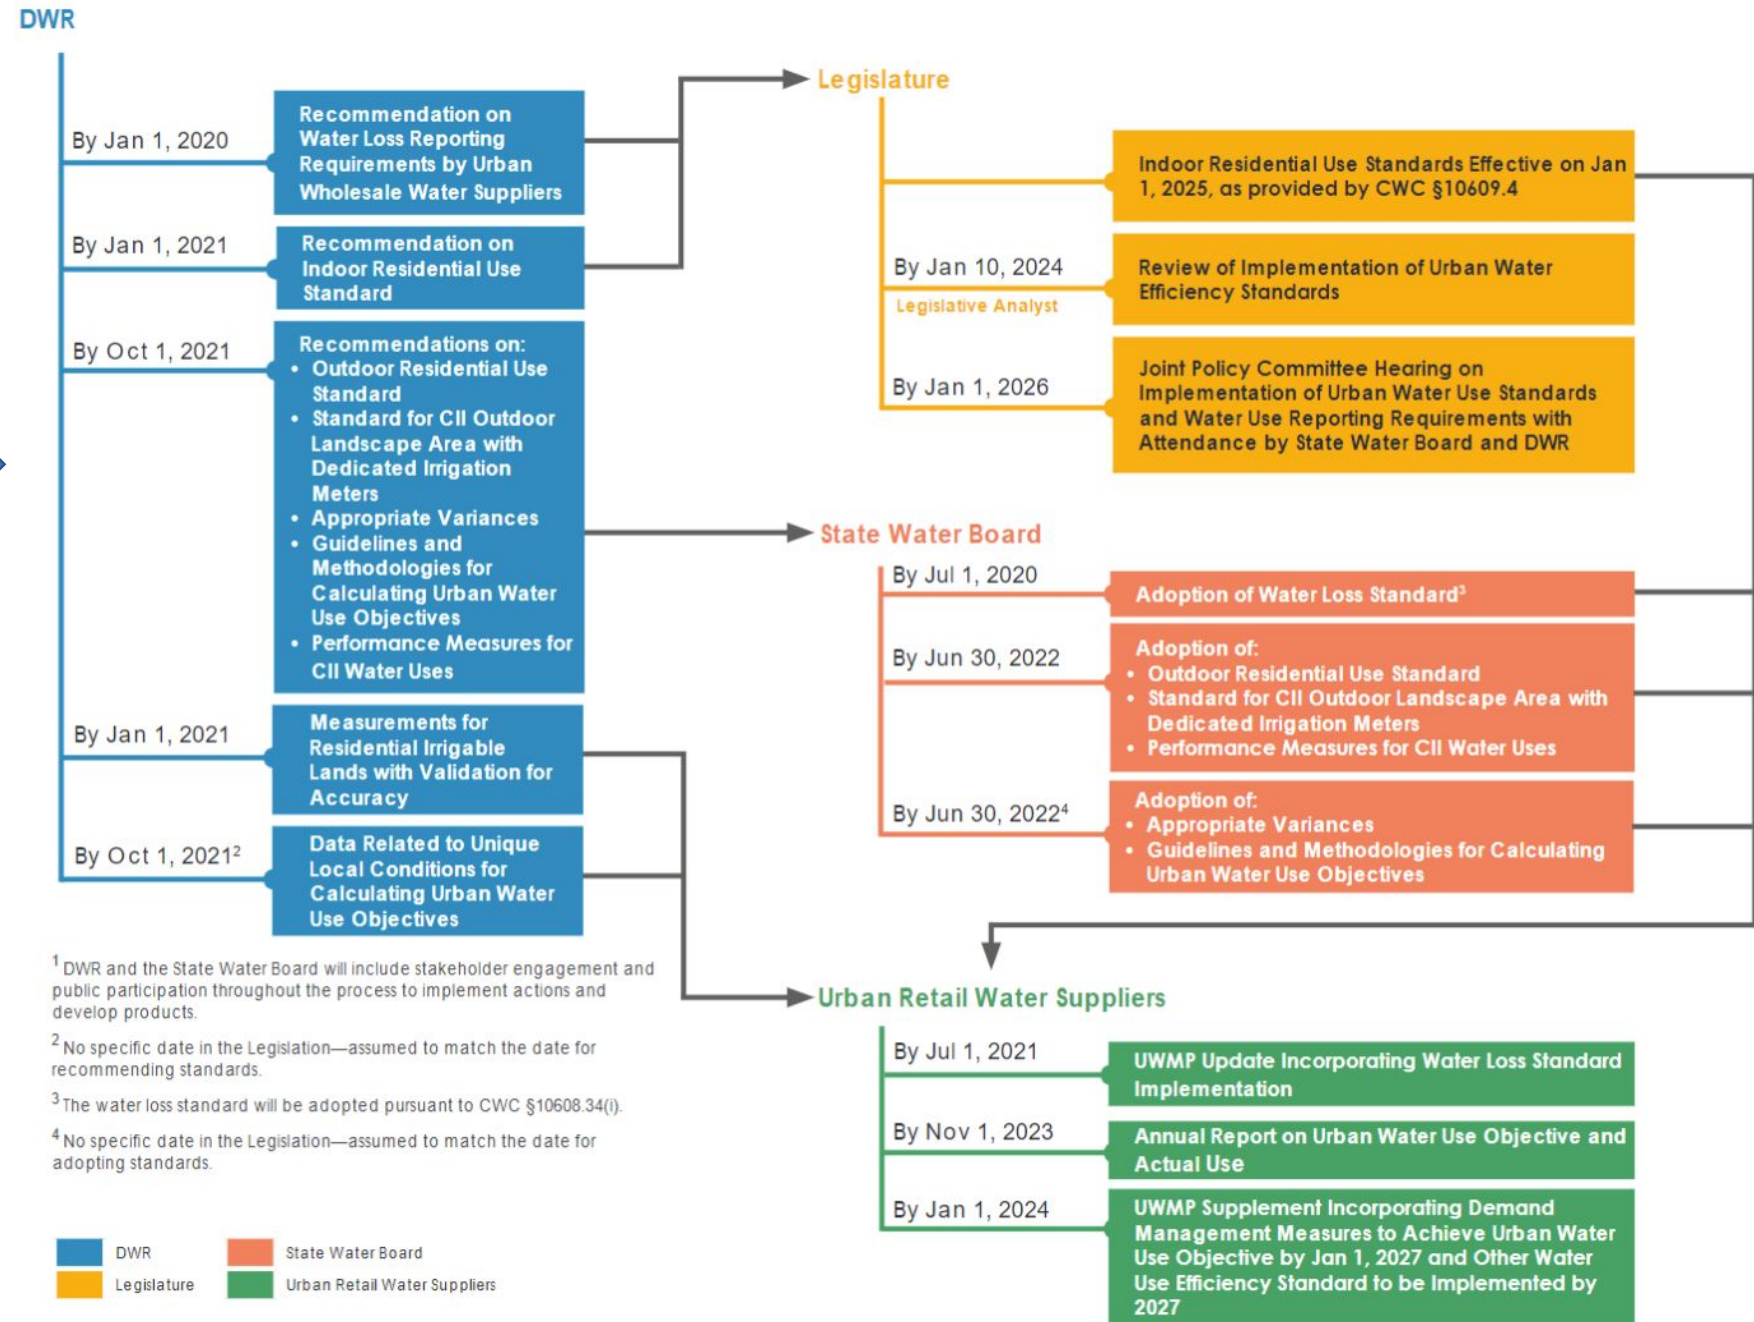 DWR
By Jan 1, 2020
Recommendation on
Water Loss Reporting
Requirements by Urban
Wholesale Water Suppliers
By Jan 1, 2021
Recommendation on
Indoor Residential Use
Standard
By Oct 1, 2021
Recommendations on:
• Outdoor Residential Use
Standard
• Standard for CII Outdoor
Landscape Area with
Dedicated Irrigation
Meters
• Appropriate Variances
• Guidelines and
Methodologies for
Calculating Urban Water
Use Objectives
• Performance Measures for
CII Water Uses
By Jan 1, 2021
Measurements for
Residential Irrigable
Lands with Validation for
Accuracy
By Oct 1, 2021²
Data Related to Unique
Local Conditions for
Calculating Urban Water
Use Objectives
Legislature
Indoor Residential Use Standards Effective on Jan
1, 2025, as provided by CWC §10609.4
By Jan 10, 2024
Legislative Analyst
Review of Implementation of Urban Water
Efficiency Standards
By Jan 1, 2026
Joint Policy Committee Hearing on
Implementation of Urban Water Use Standards
and Water Use Reporting Requirements with
Attendance by State Water Board and DWR
State Water Board
By Jul 1, 2020
Adoption of Water Loss Standard³
By Jun 30, 2022
Adoption of:
• Outdoor Residential Use Standard
• Standard for CII Outdoor Landscape Area with
Dedicated Irrigation Meters
• Performance Measures for CII Water Uses
By Jun 30, 2022⁴
Adoption of:
• Appropriate Variances
• Guidelines and Methodologies for Calculating
Urban Water Use Objectives
Urban Retail Water Suppliers
By Jul 1, 2021
UWMP Update Incorporating Water Loss Standard
Implementation
By Nov 1, 2023
Annual Report on Urban Water Use Objective and
Actual Use
By Jan 1, 2024
UWMP Supplement Incorporating Demand
Management Measures to Achieve Urban Water
Use Objective by Jan 1, 2027 and Other Water
Use Efficiency Standard to be Implemented by
2027
¹ DWR and the State Water Board will include stakeholder engagement and
public participation throughout the process to implement actions and
develop products.
² No specific date in the Legislation—assumed to match the date for
recommending standards.
³ The water loss standard will be adopted pursuant to CWC §10608.34(i).
⁴ No specific date in the Legislation—assumed to match the date for
adopting standards.
DWR
State Water Board
Legislature
Urban Retail Water Suppliers